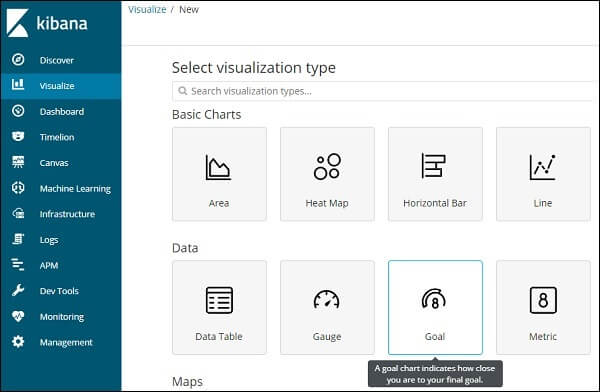 kibana
Discover
Visualize
Dashboard
Timelion
Canvas
Machine Learning
Infrastructure
Logs
APM
Dev Tools
Monitoring
Management
Visualize / New
Select visualization type
Search visualization types...
Basic Charts
Area
Heat Map
Horizontal Bar
Line
Data
Data Table
Gauge
8
Goal
8
Metric
A goal chart indicates how close
you are to your final goal.
Maps